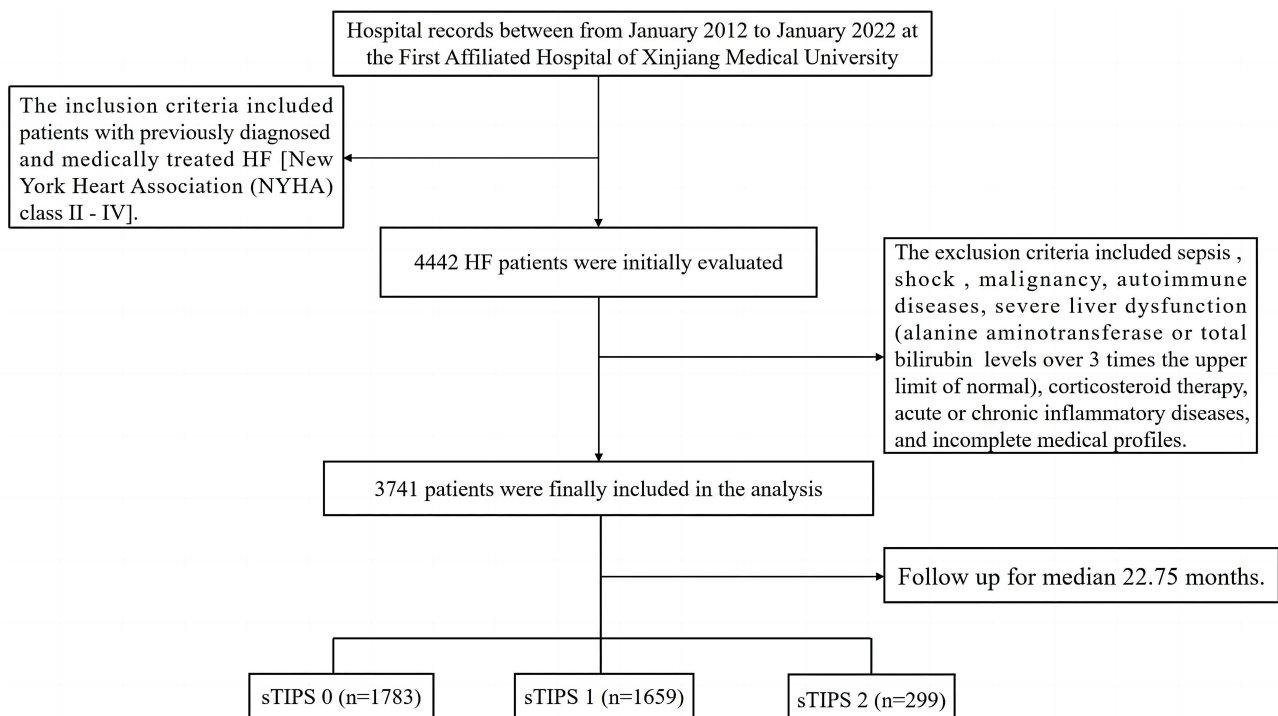 Hospital records between from January 2012 to January 2022 at
the First Affiliated Hospital of Xinjiang Medical University
The inclusion criteria included
patients with previously diagnosed
and medically treated HF [New
York Heart Association (NYHA)
class II - IV].
4442 HF patients were initially evaluated
The exclusion criteria included sepsis ,
shock , malignancy, autoimmune
diseases, severe liver dysfunction
(alanine aminotransferase or total
bilirubin levels over 3 times the upper
limit of normal), corticosteroid therapy,
acute or chronic inflammatory diseases,
and incomplete medical profiles.
3741 patients were finally included in the analysis
Follow up for median 22.75 months.
sTIPS 0 (n=1783)
sTIPS 1 (n=1659)
sTIPS 2 (n=299)